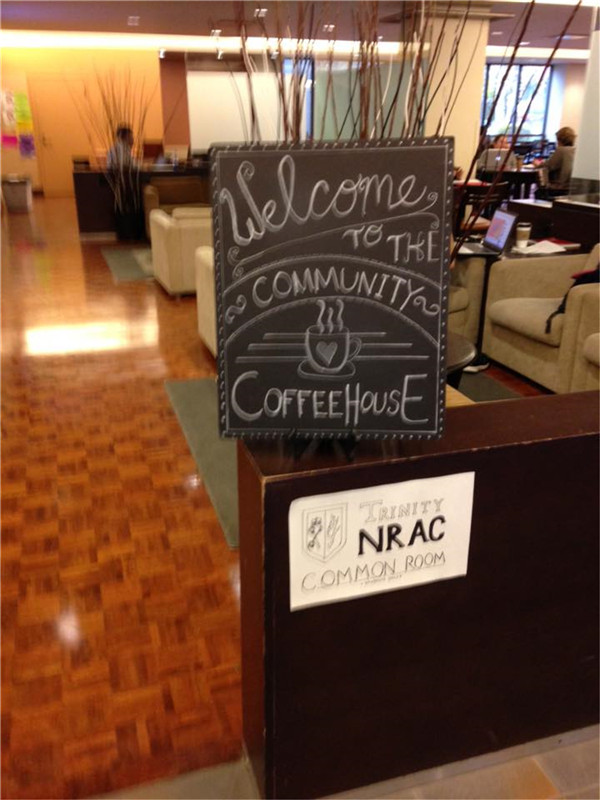 Welcome
TO THE
COMMUNITY
COFFEEHOUSE
TRINITY
NRAC
COMMON ROOM